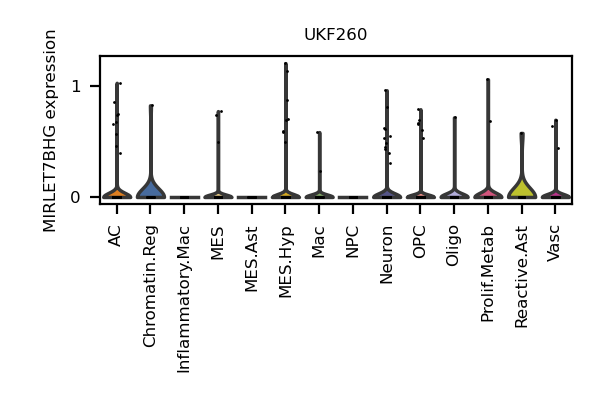 UKF260
MIRLET7BHG expression
1
0
AC
Chromatin.Reg
Inflammatory.Mac
MES
MES.Ast
MES.Hyp
Mac
NPC
Neuron
OPC
Oligo
Prolif.Metab
Reactive.Ast
Vasc